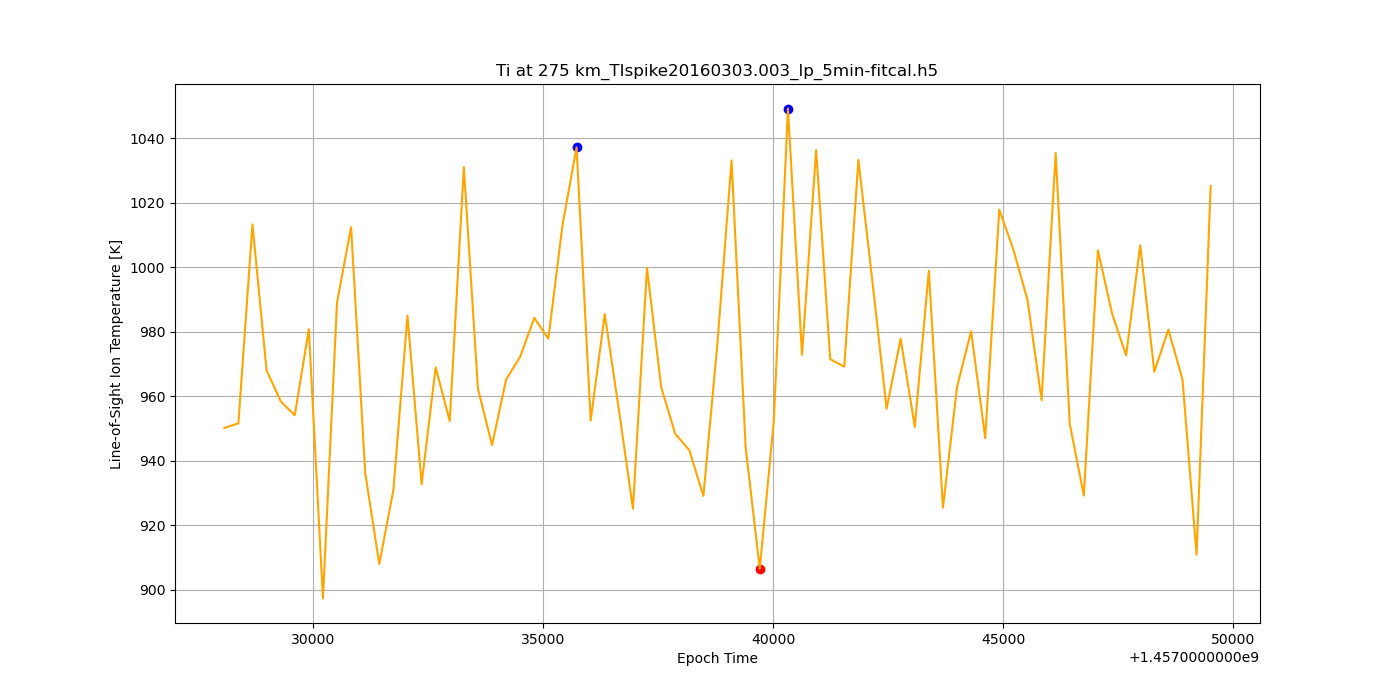 Ti at 275 km_TIspike20160303.003_lp_5min-fitcal.h5
Line-of-Sight Ion Temperature [K]
1040
1020
1000
980
960
940
920
900
30000 35000 40000 45000 50000
Epoch Time
+1.4570000000e9